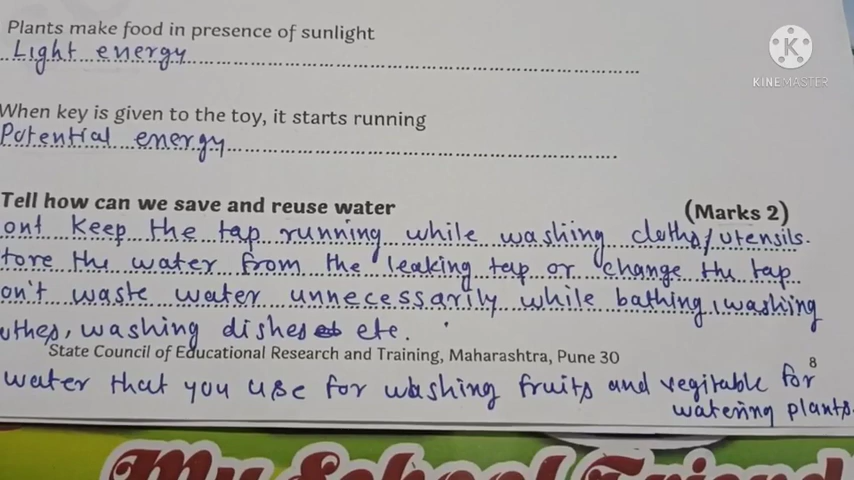 Plants make food in presence of sunlight
Light energy
K
KINEMASTER
When key is given to the toy, it starts running
Potential energy
Tell how can we save and reuse water (Marks 2)
ont keep the tap running while washing cloths/utensils.
tore the water from the leaking tap or change the tap
on't waste water unnecessarily while bathing, washing
othes, washing dishes etc.
State Council of Educational Research and Training, Maharashtra, Pune 30 8
water that you use for washing fruits and vegitable for
watering plants.
My School Friend